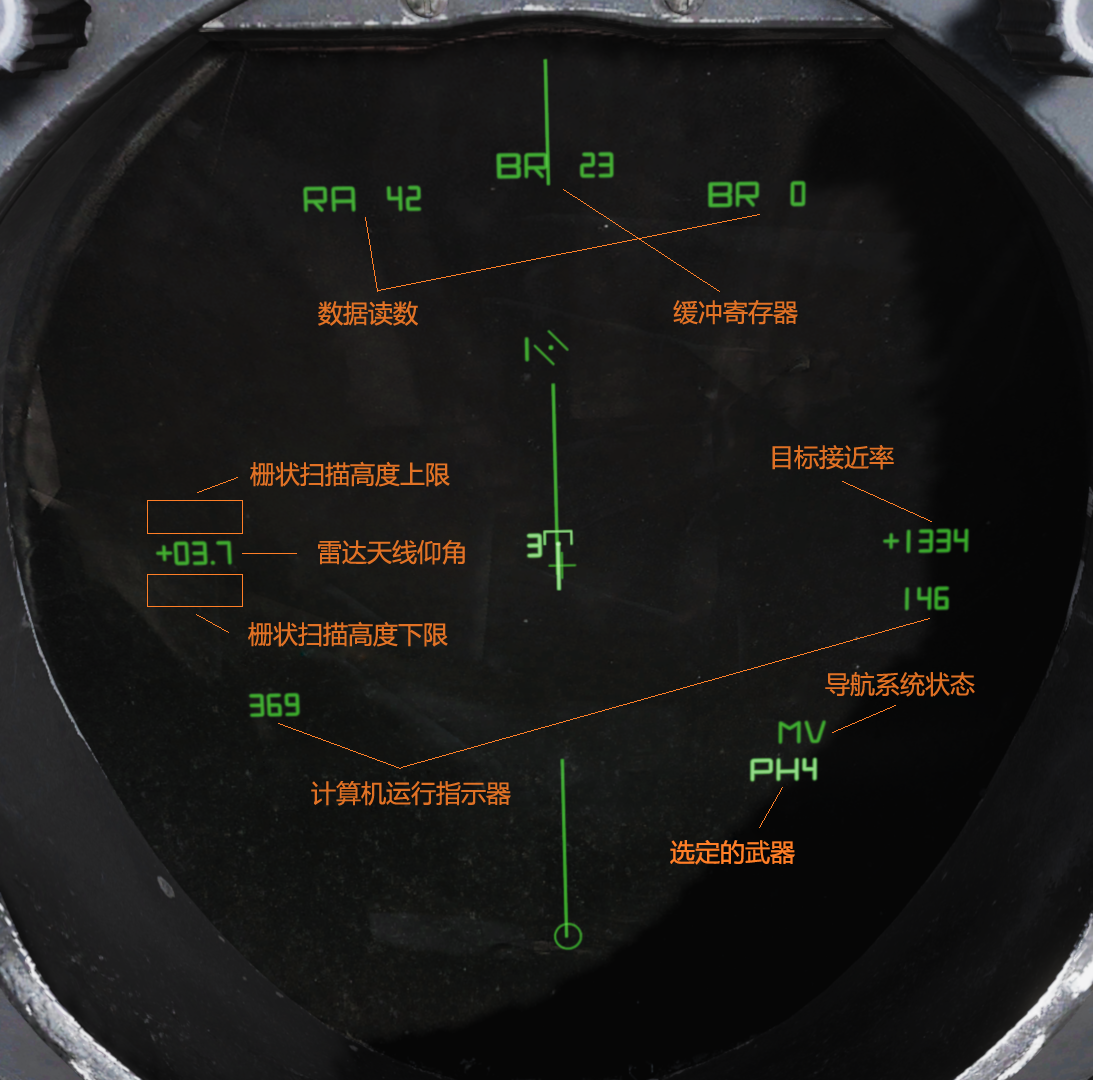 BR 23
RA 42
BR 0
数据读数
缓冲寄存器
1
目标接近率
栅状扫描高度上限
+1334
3
+03.7
雷达天线仰角
146
栅状扫描高度下限
导航系统状态
369
MV
PH4
计算机运行指示器
选定的武器